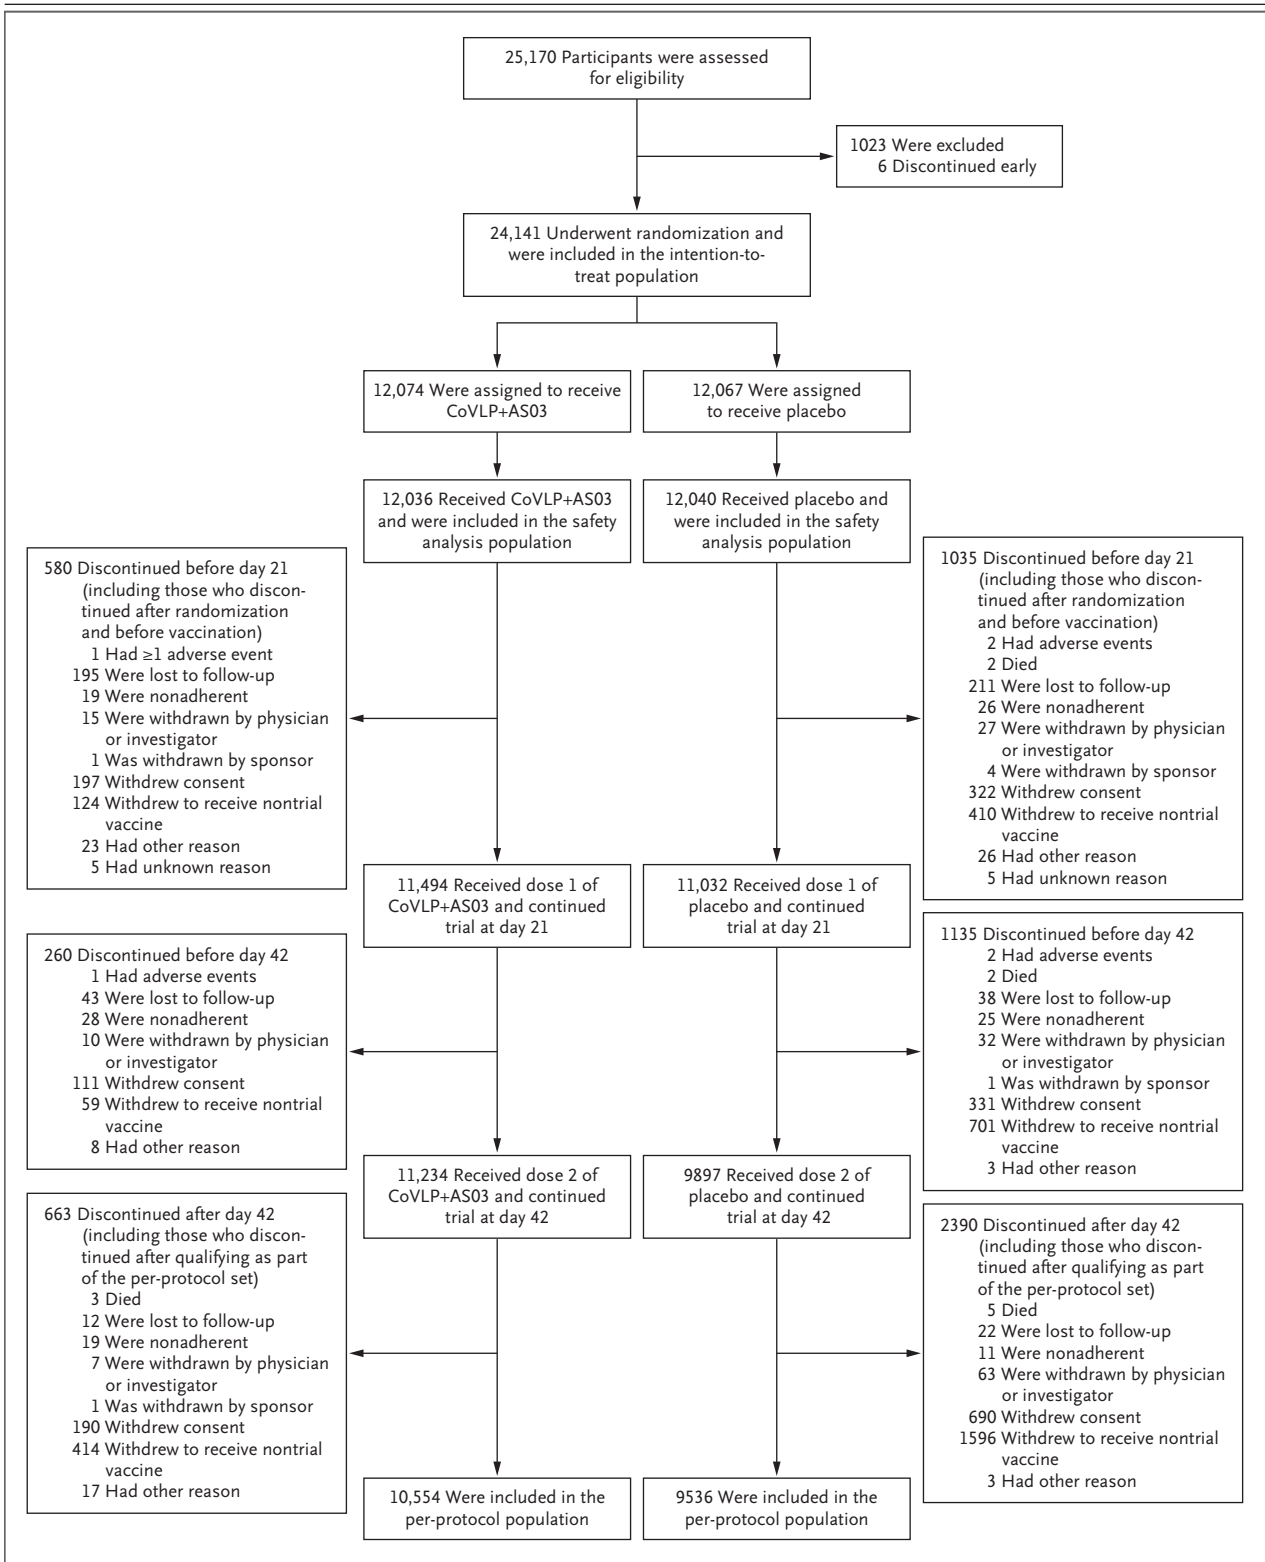 25,170 Participants were assessed
for eligibility
1023 Were excluded
6 Discontinued early
24,141 Underwent randomization and
were included in the intention-to-
treat population
12,074 Were assigned to receive
CoVLP+AS03
12,067 Were assigned
to receive placebo
12,036 Received CoVLP+AS03
and were included in the safety
analysis population
12,040 Received placebo and
were included in the safety
analysis population
580 Discontinued before day 21
(including those who discon-
tinued after randomization
and before vaccination)
1 Had ≥1 adverse event
195 Were lost to follow-up
19 Were nonadherent
15 Were withdrawn by physician
or investigator
1 Was withdrawn by sponsor
197 Withdrew consent
124 Withdrew to receive nontrial
vaccine
23 Had other reason
5 Had unknown reason
1035 Discontinued before day 21
(including those who discon-
tinued after randomization
and before vaccination)
2 Had adverse events
2 Died
211 Were lost to follow-up
26 Were nonadherent
27 Were withdrawn by physician
or investigator
4 Were withdrawn by sponsor
322 Withdrew consent
410 Withdrew to receive nontrial
vaccine
26 Had other reason
5 Had unknown reason
11,494 Received dose 1 of
CoVLP+AS03 and continued
trial at day 21
11,032 Received dose 1 of
placebo and continued
trial at day 21
260 Discontinued before day 42
1 Had adverse events
43 Were lost to follow-up
28 Were nonadherent
10 Were withdrawn by physician
or investigator
111 Withdrew consent
59 Withdrew to receive nontrial
vaccine
8 Had other reason
1135 Discontinued before day 42
2 Had adverse events
2 Died
38 Were lost to follow-up
25 Were nonadherent
32 Were withdrawn by physician
or investigator
1 Was withdrawn by sponsor
331 Withdrew consent
701 Withdrew to receive nontrial
vaccine
3 Had other reason
11,234 Received dose 2 of
CoVLP+AS03 and continued
trial at day 42
9897 Received dose 2 of
placebo and continued
trial at day 42
663 Discontinued after day 42
(including those who discon-
tinued after qualifying as part
of the per-protocol set)
3 Died
12 Were lost to follow-up
19 Were nonadherent
7 Were withdrawn by physician
or investigator
1 Was withdrawn by sponsor
190 Withdrew consent
414 Withdrew to receive nontrial
vaccine
17 Had other reason
2390 Discontinued after day 42
(including those who discon-
tinued after qualifying as part
of the per-protocol set)
5 Died
22 Were lost to follow-up
11 Were nonadherent
63 Were withdrawn by physician
or investigator
690 Withdrew consent
1596 Withdrew to receive nontrial
vaccine
3 Had other reason
10,554 Were included in the
per-protocol population
9536 Were included in the
per-protocol population